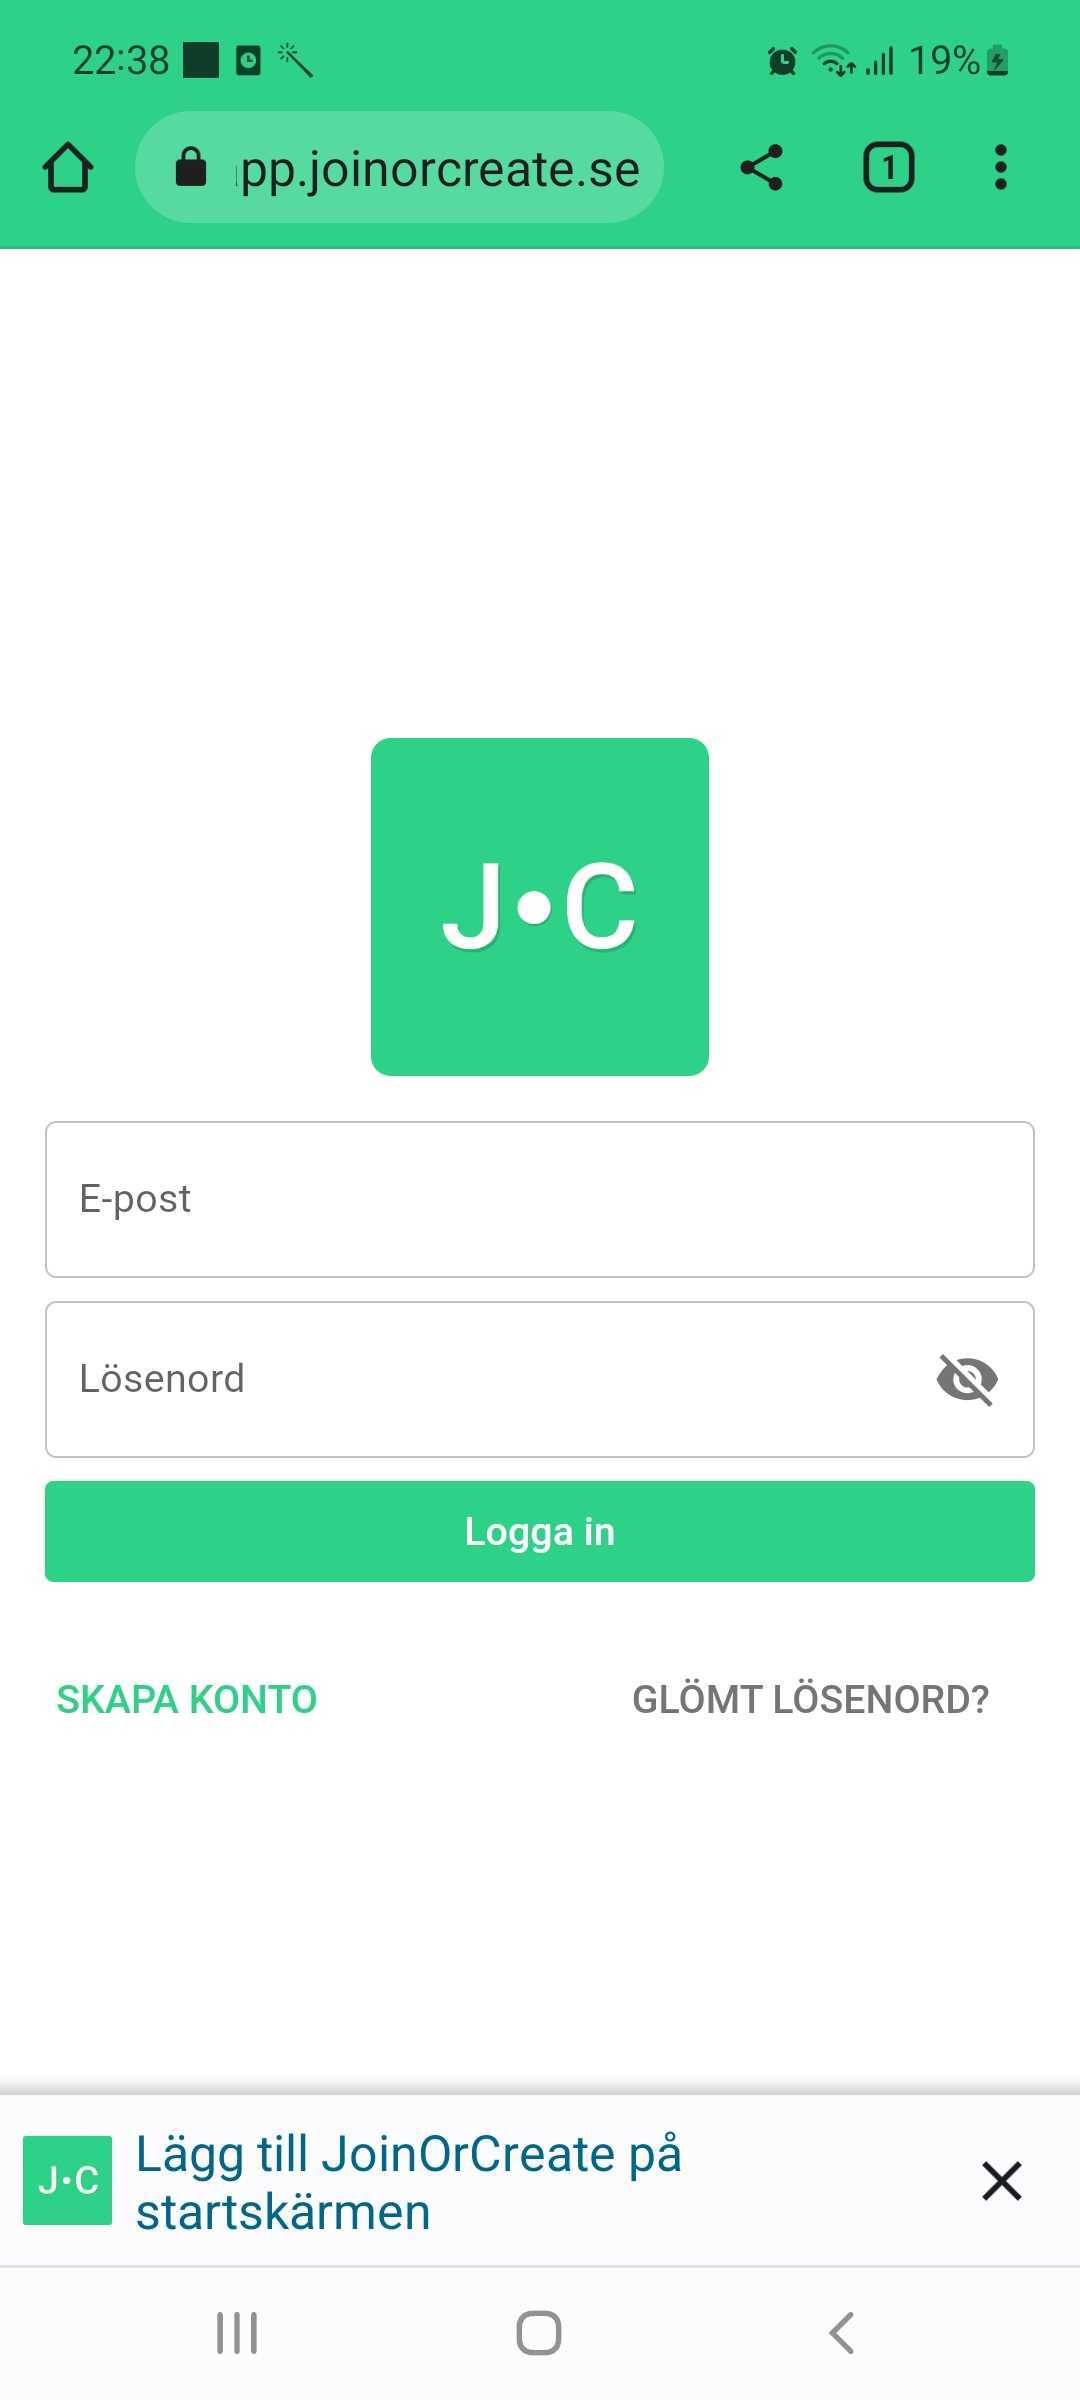 22:38
19%
pp.joinorcreate.se
1
J•C
E-post
Lösenord
Logga in
SKAPA KONTO
GLÖMT LÖSENORD?
J•C
Lägg till JoinOrCreate på
startskärmen